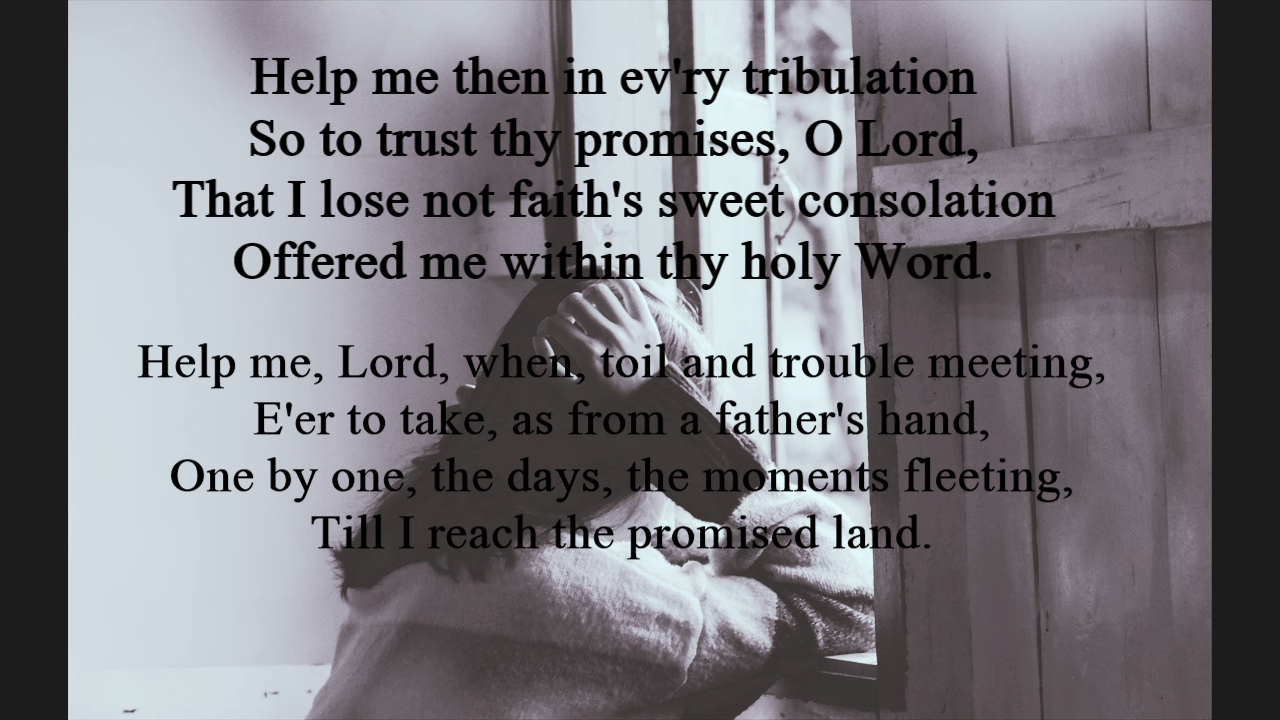 Help me then in ev'ry tribulation
So to trust thy promises, O Lord,
That I lose not faith's sweet consolation
Offered me within thy holy Word.
Help me, Lord, when, toil and trouble meeting,
E'er to take, as from a father's hand,
One by one, the days, the moments fleeting,
Till I reach the promised land.